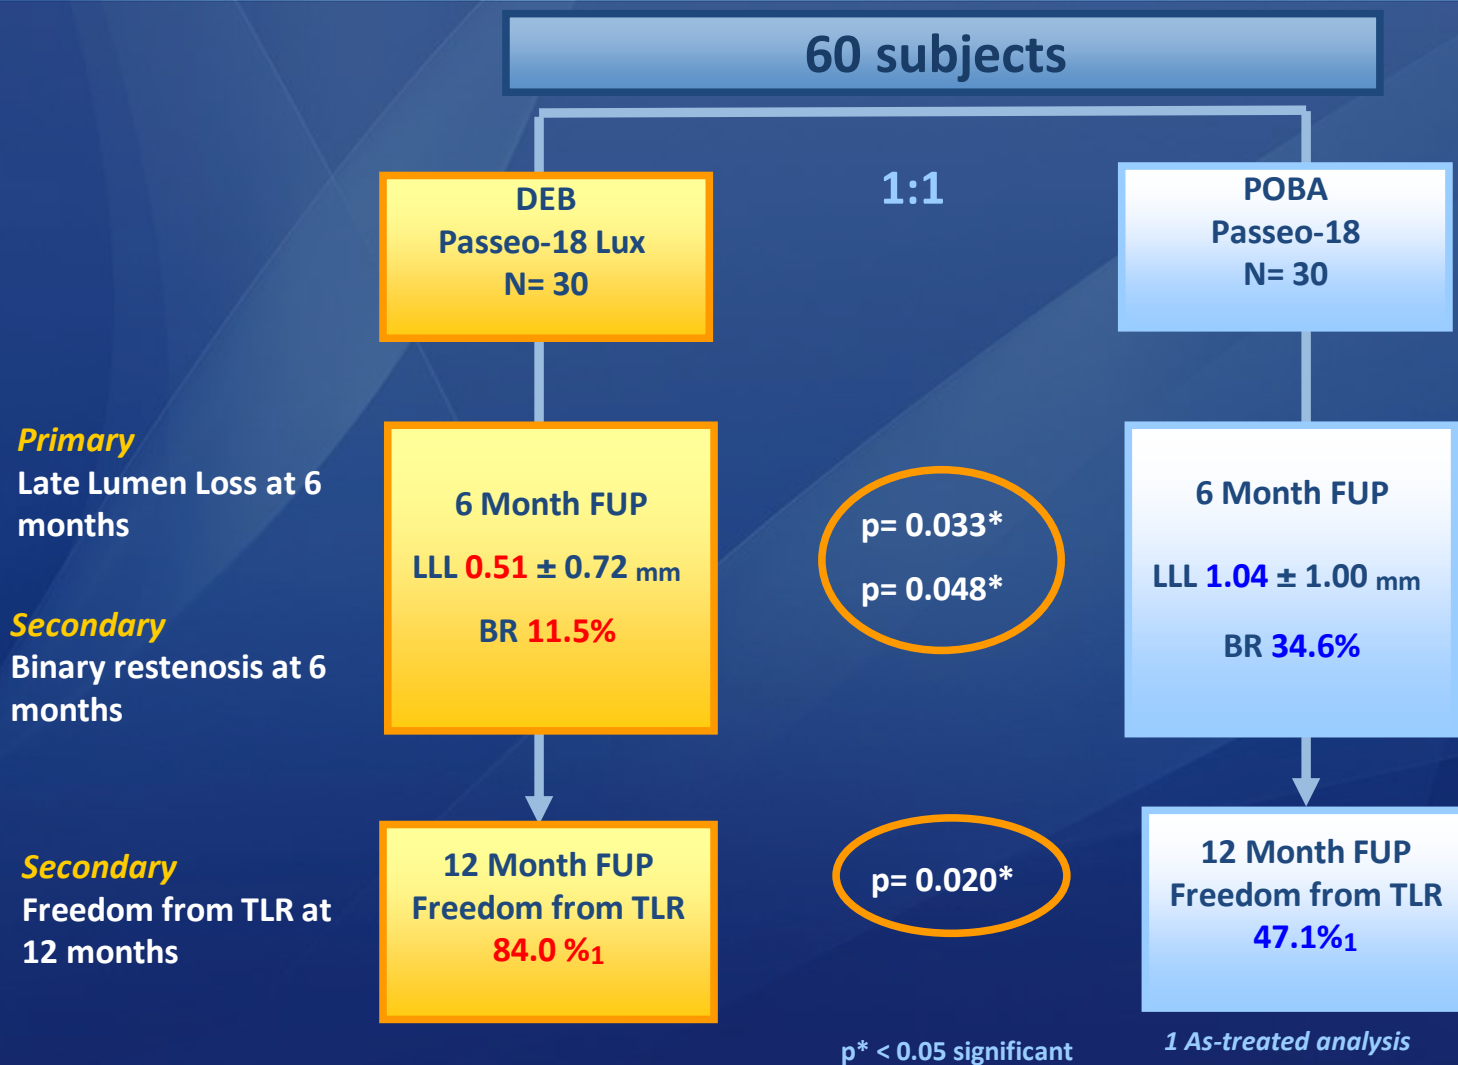 60 subjects
1:1
DEB
Passeo-18 Lux
N= 30
POBA
Passeo-18
N= 30
Primary
Late Lumen Loss at 6
months
Secondary
Binary restenosis at 6
months
6 Month FUP
LLL 0.51 ± 0.72 mm
BR 11.5%
p= 0.033*
p= 0.048*
6 Month FUP
LLL 1.04 ± 1.00 mm
BR 34.6%
Secondary
Freedom from TLR at
12 months
12 Month FUP
Freedom from TLR
84.0 %1
p= 0.020*
12 Month FUP
Freedom from TLR
47.1%1
p* < 0.05 significant
1 As-treated analysis